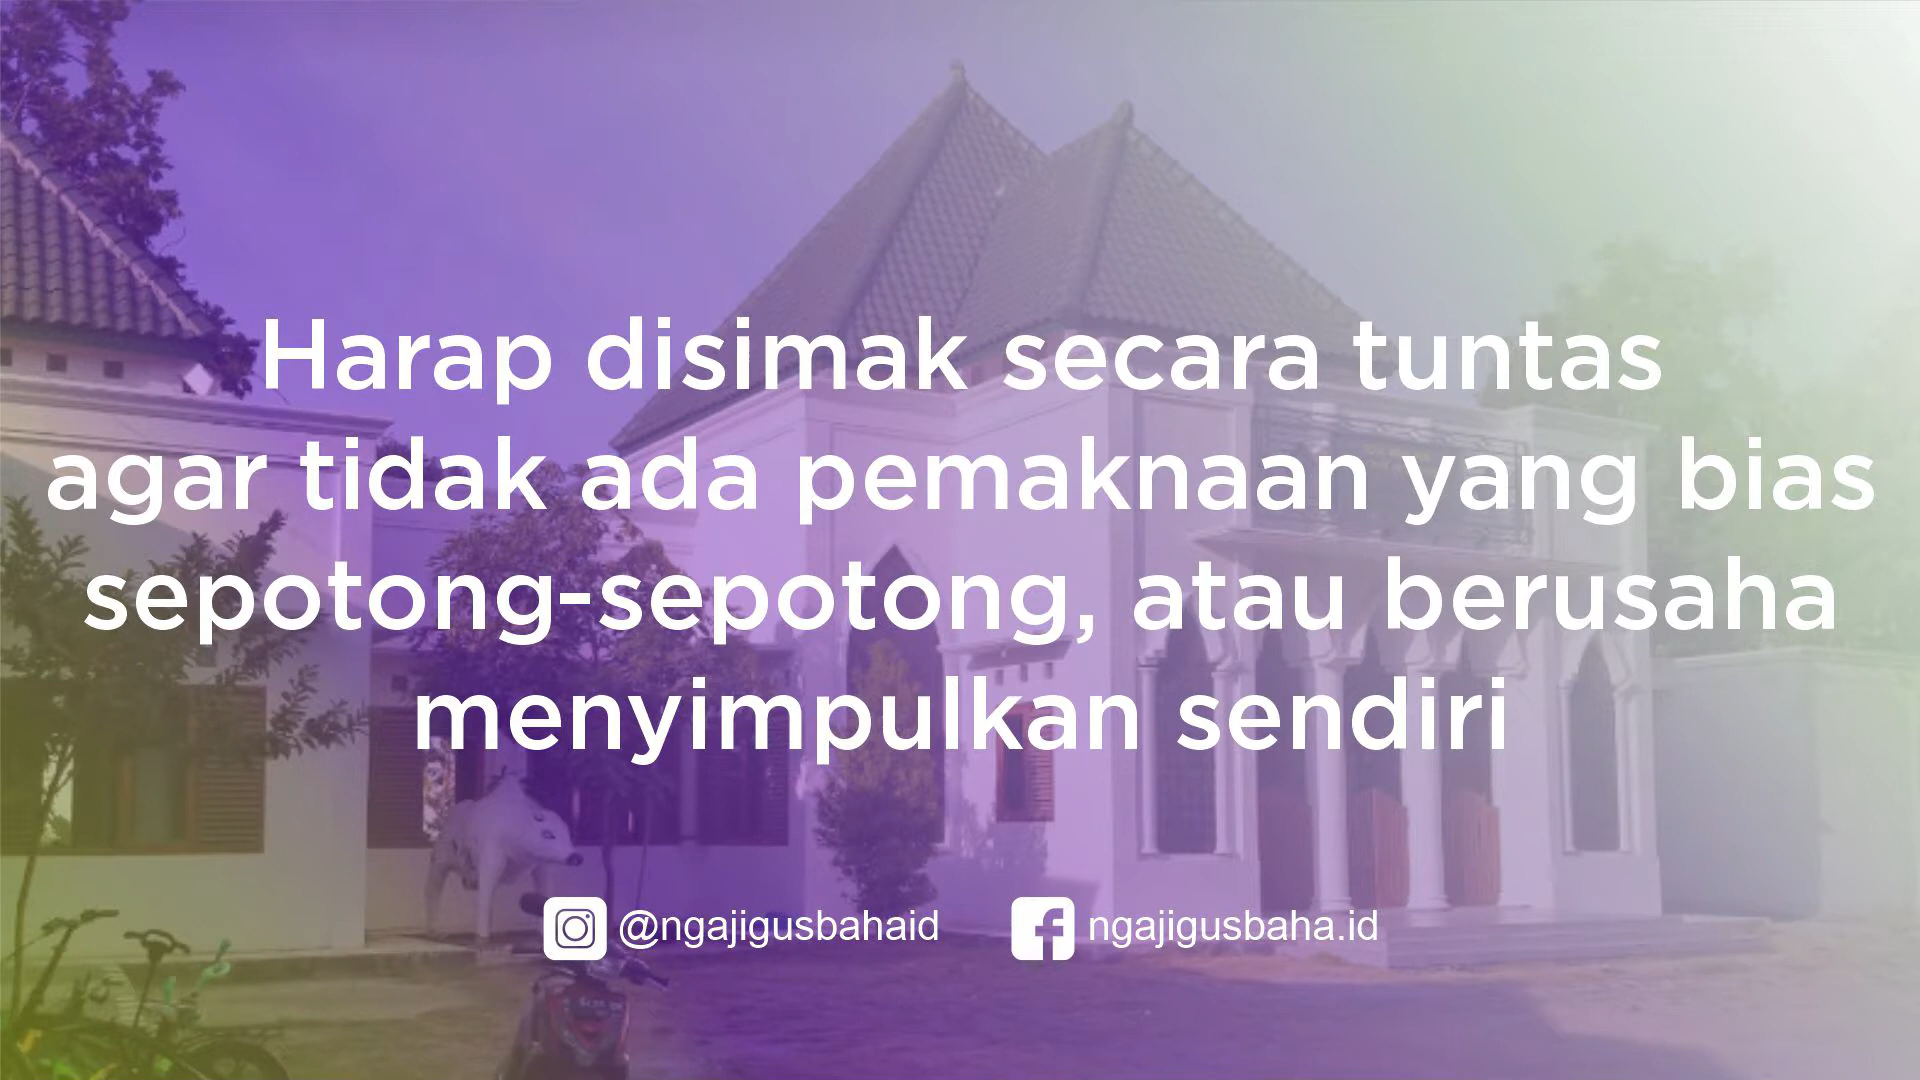 Harap disimak secara tuntas
agar tidak ada pemaknaan yang bias
sepotong-sepotong, atau berusaha
menyimpulkan sendiri
@ngajigusbahaid
ngajigusbaha.id